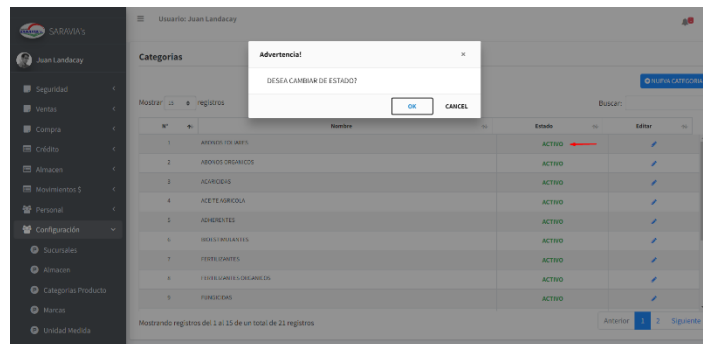 SARAVIA's
Usuario: Juan Landacay
Juan Landacay
Seguridad
Ventas
Compra
Crédito
Almacen
Movimientos $
Personal
Configuración
Sucursales
Almacen
Categorias Producto
Marcas
Unidad Medida
Categorias
Advertencia!
×
DESEA CAMBIAR DE ESTADO?
OK CANCEL
NUEVA CATEGORIA
Mostrar 15 registros
Buscar:
N° Nombre Estado Editar
1 ABONOS FOLIARES ACTIVO
2 ABONOS ORGANICOS ACTIVO
3 ACARICIDAS ACTIVO
4 ACEITE AGRICOLA ACTIVO
5 ADHERENTES ACTIVO
6 ACTIVO
7 FERTILIZANTES ACTIVO
8 FERTILIZANTES ORGANICOS ACTIVO
9 FUNGICIDAS ACTIVO
Mostrando registros del 1 al 15 de un total de 21 registros
Anterior 1 2 Siguiente